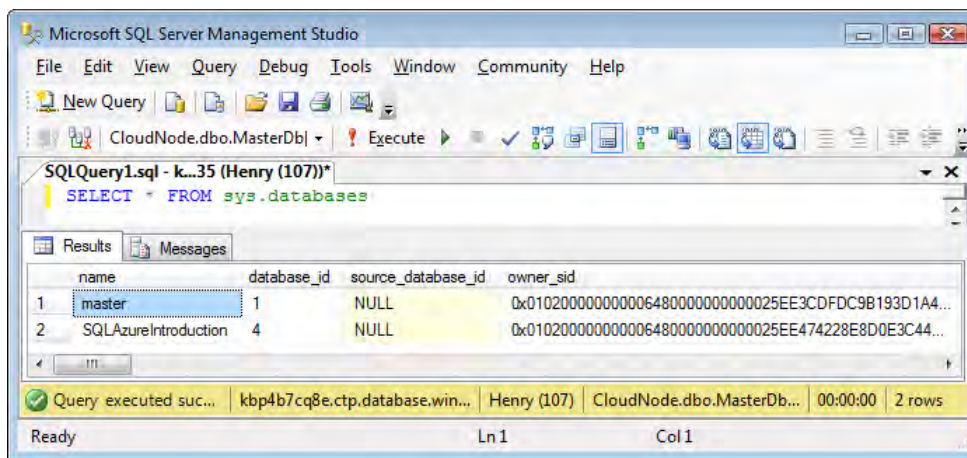 Microsoft SQL Server Management Studio
File Edit View Query Debug Tools Window Community Help
New Query
CloudNode.dbo.MasterDb Execute
SQLQuery1.sql - k...35 (Henry (107))*
SELECT * FROM sys.databases
Results Messages
name database_id source_database_id owner_sid
1 master 1 NULL 0x01020000000000064800000000000025EE3CDFDC9B193D1A4...
2 SQLAzureIntroduction 4 NULL 0x01020000000000064800000000000025EE474228E8D0E3C44...
Query executed suc... kbp4b7cq8e.ctp.database.win... Henry (107) CloudNode.dbo.MasterDb... 00:00:00 2 rows
Ready Ln 1 Col 1